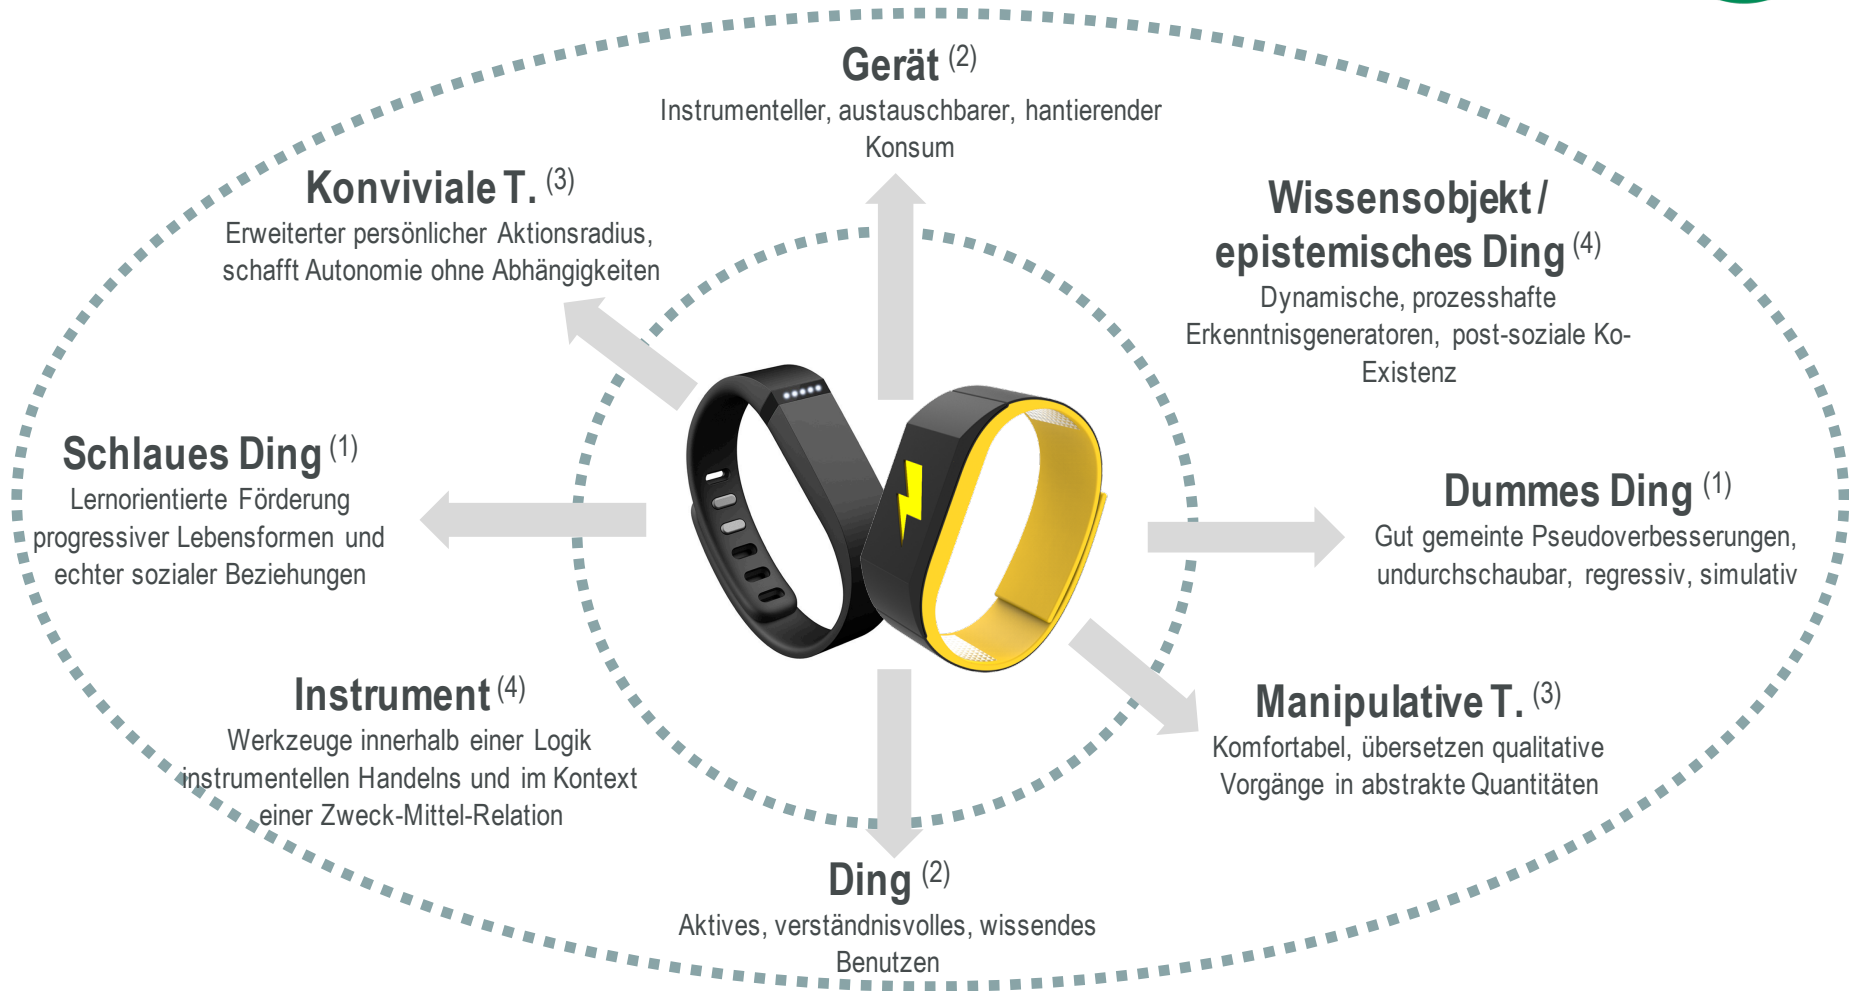 Gerät (2)
Instrumenteller, austauschbarer, hantierender
Konsum
Konviviale T. (3)
Erweiterter persönlicher Aktionsradius,
schafft Autonomie ohne Abhängigkeiten
Wissensobjekt /
epistemisches Ding (4)
Dynamische, prozesshafte
Erkenntnisgeneratoren, post-soziale Ko-
Existenz
Schlaues Ding (1)
Lernorientierte Förderung
progressiver Lebensformen und
echter sozialer Beziehungen
Dummes Ding (1)
Gut gemeinte Pseudoverbesserungen,
undurchschaubar, regressiv, simulativ
Instrument (4)
Werkzeuge innerhalb einer Logik
instrumentellen Handelns und im Kontext
einer Zweck-Mittel-Relation
Manipulative T. (3)
Komfortabel, übersetzen qualitative
Vorgänge in abstrakte Quantitäten
Ding (2)
Aktives, verständnisvolles, wissendes
Benutzen